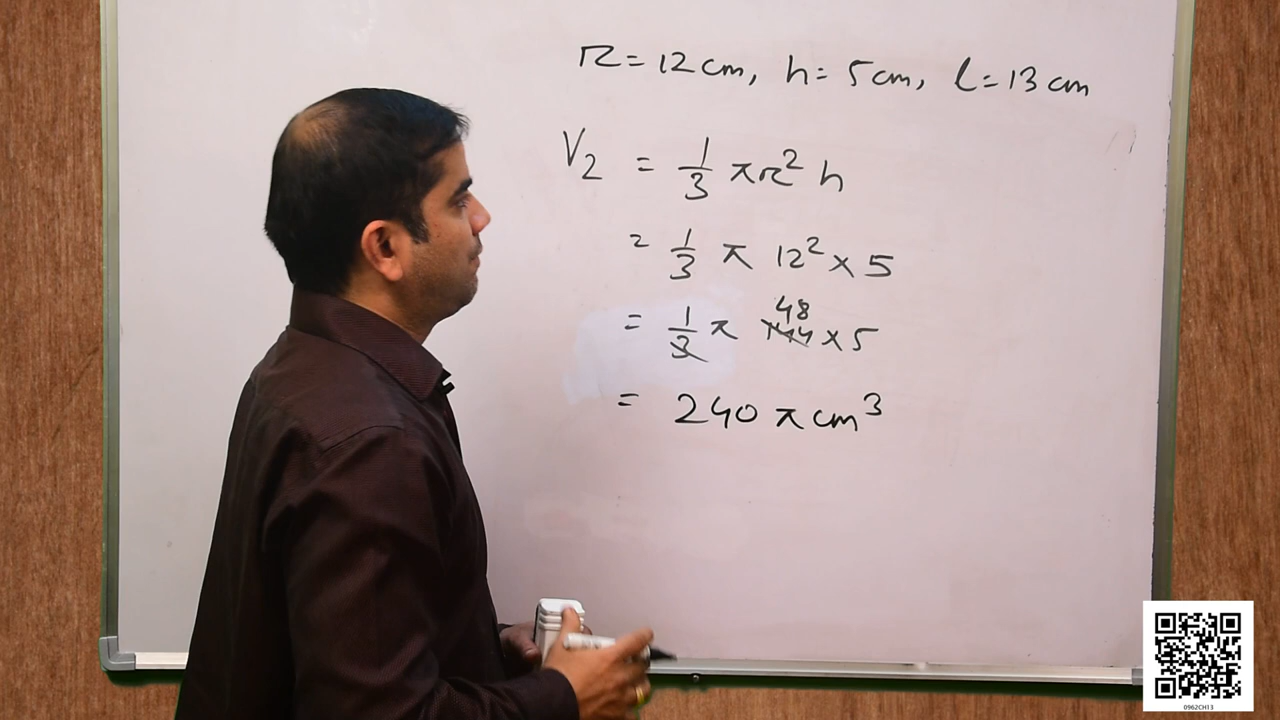 r = 12 cm, h = 5 cm, l = 13 cm
V₂ = 1/3 πr² h
= 1/3 π 12² × 5
= 1/3 π 144 48 × 5
= 240 π cm³
0962CH13